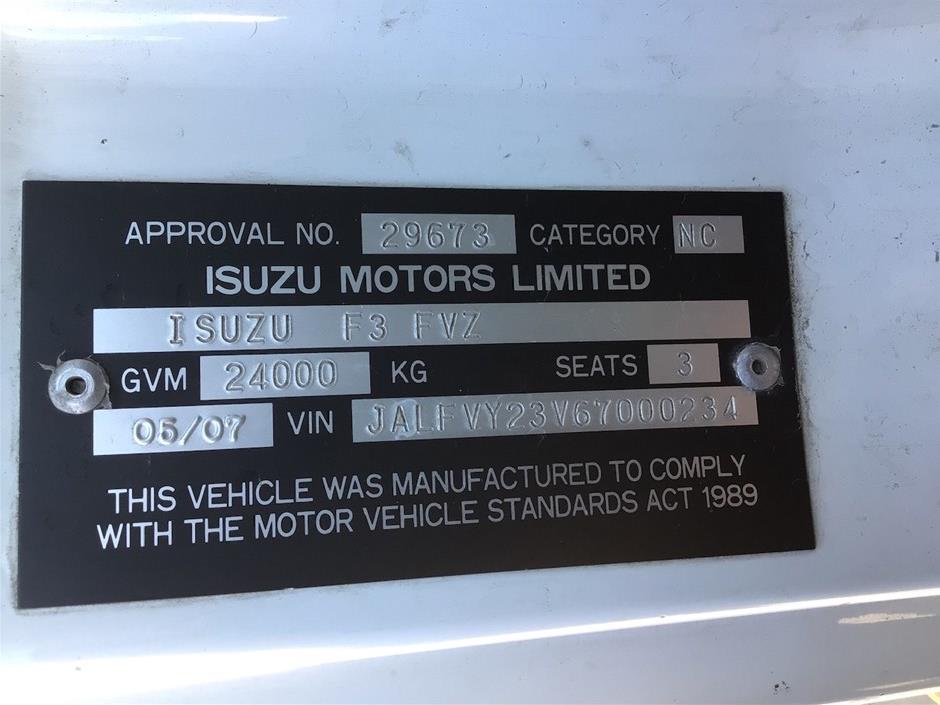 APPROVAL NO. 29673 CATEGORY NC
ISUZU MOTORS LIMITED
ISUZU F3 FVZ
GVM 24000 KG SEATS 3
05/07 VIN JALFVY23V67000234
THIS VEHICLE WAS MANUFACTURED TO COMPLY
WITH THE MOTOR VEHICLE STANDARDS ACT 1989